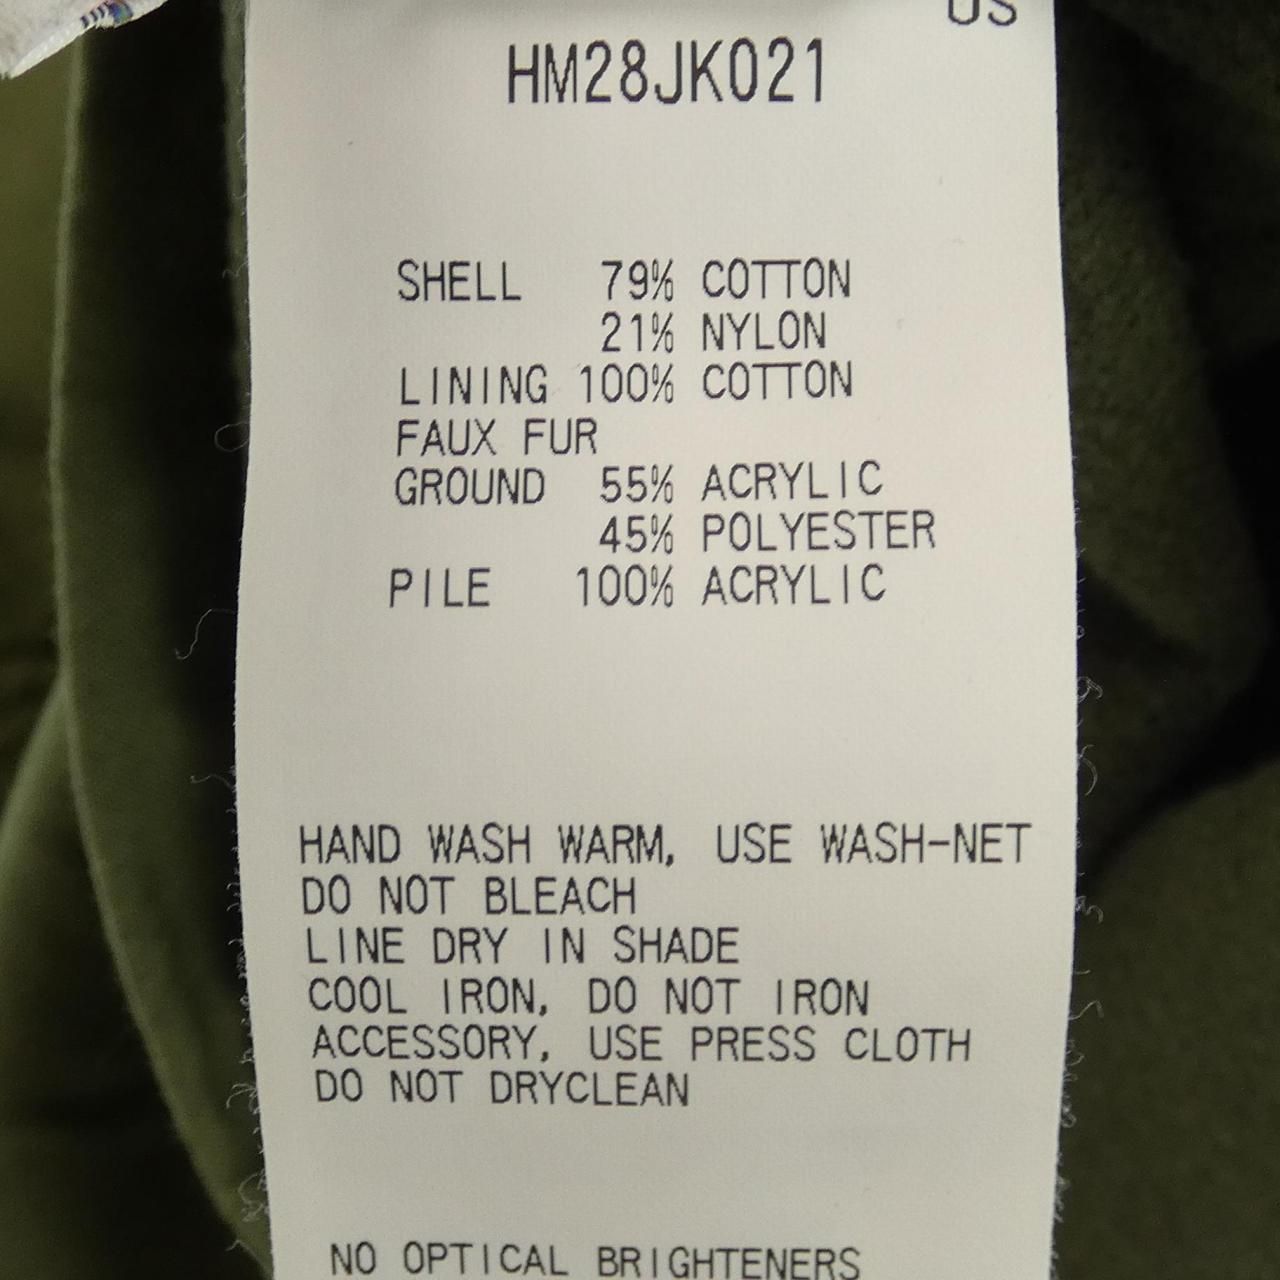 US
HM28JK021
SHELL 79% COTTON
21% NYLON
LINING 100% COTTON
FAUX FUR
GROUND 55% ACRYLIC
45% POLYESTER
PILE 100% ACRYLIC
HAND WASH WARM, USE WASH-NET
DO NOT BLEACH
LINE DRY IN SHADE
COOL IRON, DO NOT IRON
ACCESSORY, USE PRESS CLOTH
DO NOT DRYCLEAN
NO OPTICAL BRIGHTENERS